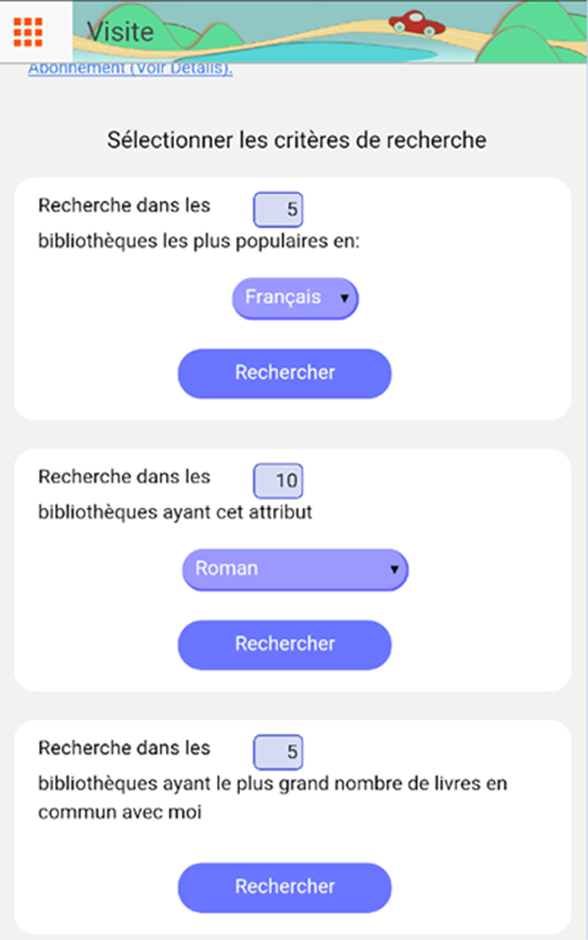 Visite
Abonnement (Voir Détails).
Sélectionner les critères de recherche
Recherche dans les 5
bibliothèques les plus populaires en:
Français
Rechercher
Recherche dans les 10
bibliothèques ayant cet attribut
Roman
Rechercher
Recherche dans les 5
bibliothèques ayant le plus grand nombre de livres en
commun avec moi
Rechercher